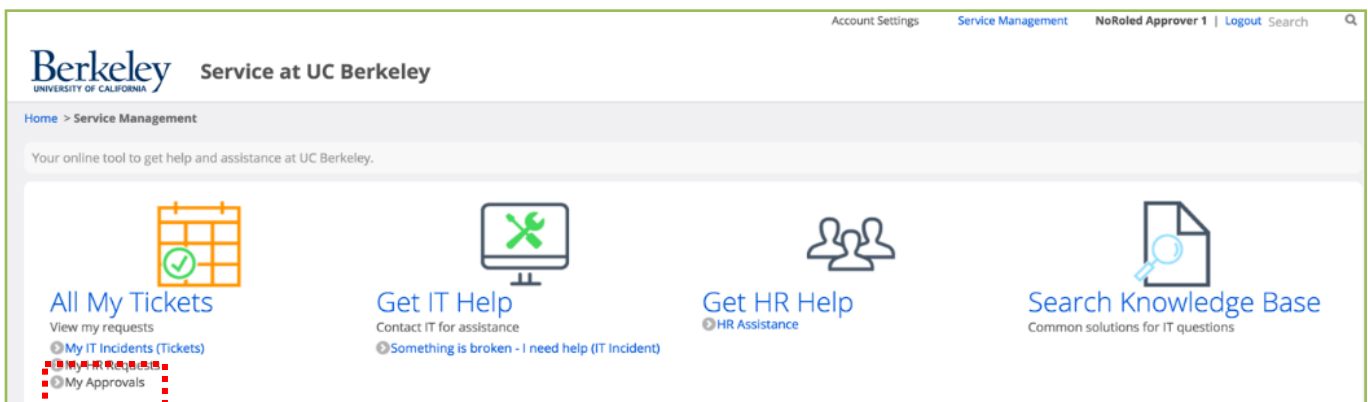 Account Settings Service Management NoRoled Approver 1 | Logout Search
Berkeley
UNIVERSITY OF CALIFORNIA
Service at UC Berkeley
Home > Service Management
Your online tool to get help and assistance at UC Berkeley.
All My Tickets
View my requests
My IT Incidents (Tickets)
My HR Requests
My Approvals
Get IT Help
Contact IT for assistance
Something is broken - I need help (IT Incident)
Get HR Help
HR Assistance
Search Knowledge Base
Common solutions for IT questions